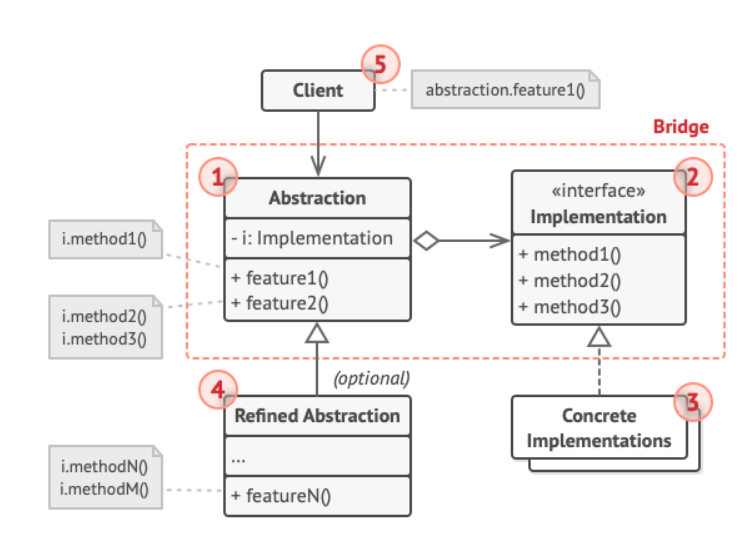 5
Client
abstraction.feature1()
Bridge
1
Abstraction
- i: Implementation
+ feature1()
+ feature2()
2
«interface»
Implementation
+ method1()
+ method2()
+ method3()
i.method1()
i.method2()
i.method3()
(optional)
4
Refined Abstraction
...
+ featureN()
3
Concrete
Implementations
i.methodN()
i.methodM()